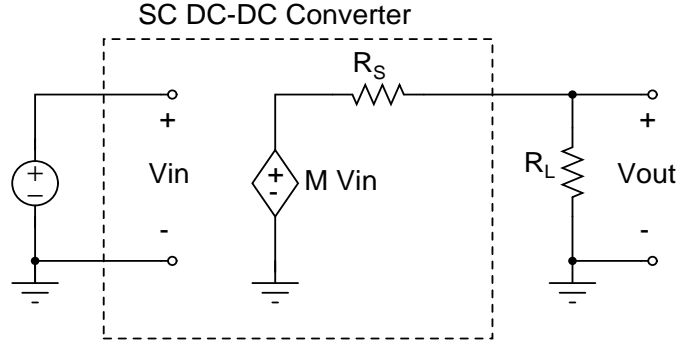 SC DC-DC Converter
R_S
+ Vin -
+ - M Vin
R_L
+ Vout -
+ -